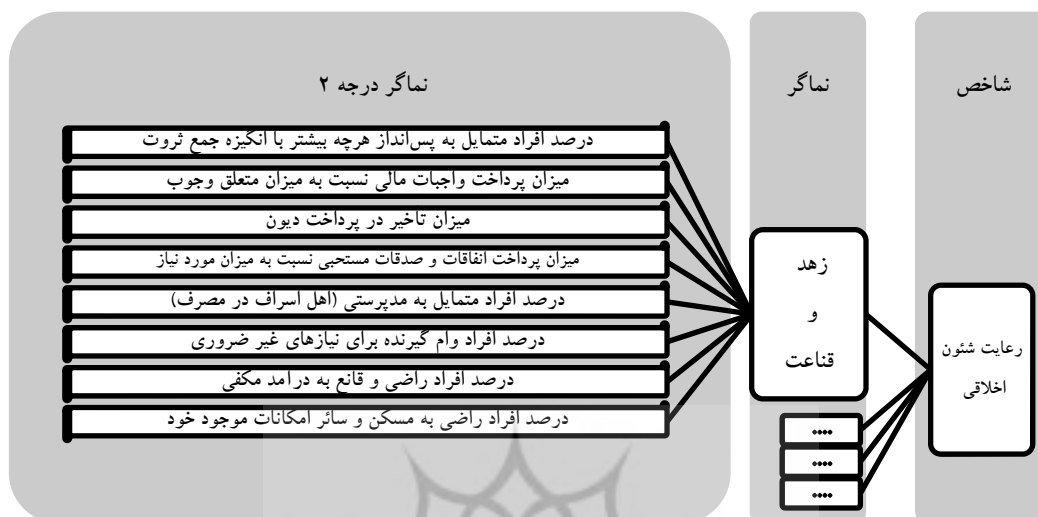 شاخص
نماگر
نماگر درجه ۲
رعایت شئون
اخلاقی
زهد
و
قناعت
....
....
....
درصد افراد متمایل به پس‌انداز هرچه بیشتر با انگیزه جمع ثروت
میزان پرداخت واجبات مالی نسبت به میزان متعلق وجوب
میزان تاخیر در پرداخت دیون
میزان پرداخت انفاقات و صدقات مستحبی نسبت به میزان مورد نیاز
درصد افراد متمایل به مدپرستی (اهل اسراف در مصرف)
درصد افراد وام گیرنده برای نیازهای غیر ضروری
درصد افراد راضی و قانع به درامد مکفی
درصد افراد راضی به مسکن و سائر امکانات موجود خود